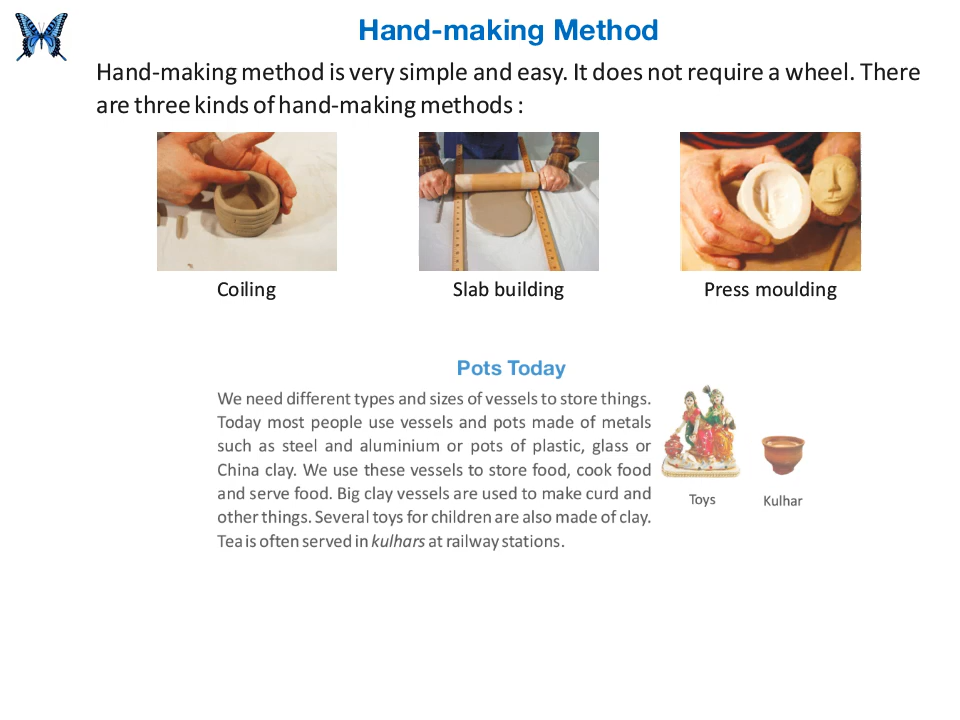 Hand-making Method
Hand-making method is very simple and easy. It does not require a wheel. There
are three kinds of hand-making methods :
Coiling
Slab building
Press moulding
Pots Today
We need different types and sizes of vessels to store things.
Today most people use vessels and pots made of metals
such as steel and aluminium or pots of plastic, glass or
China clay. We use these vessels to store food, cook food
and serve food. Big clay vessels are used to make curd and
other things. Several toys for children are also made of clay.
Tea is often served in kulhars at railway stations.
Toys
Kulhar